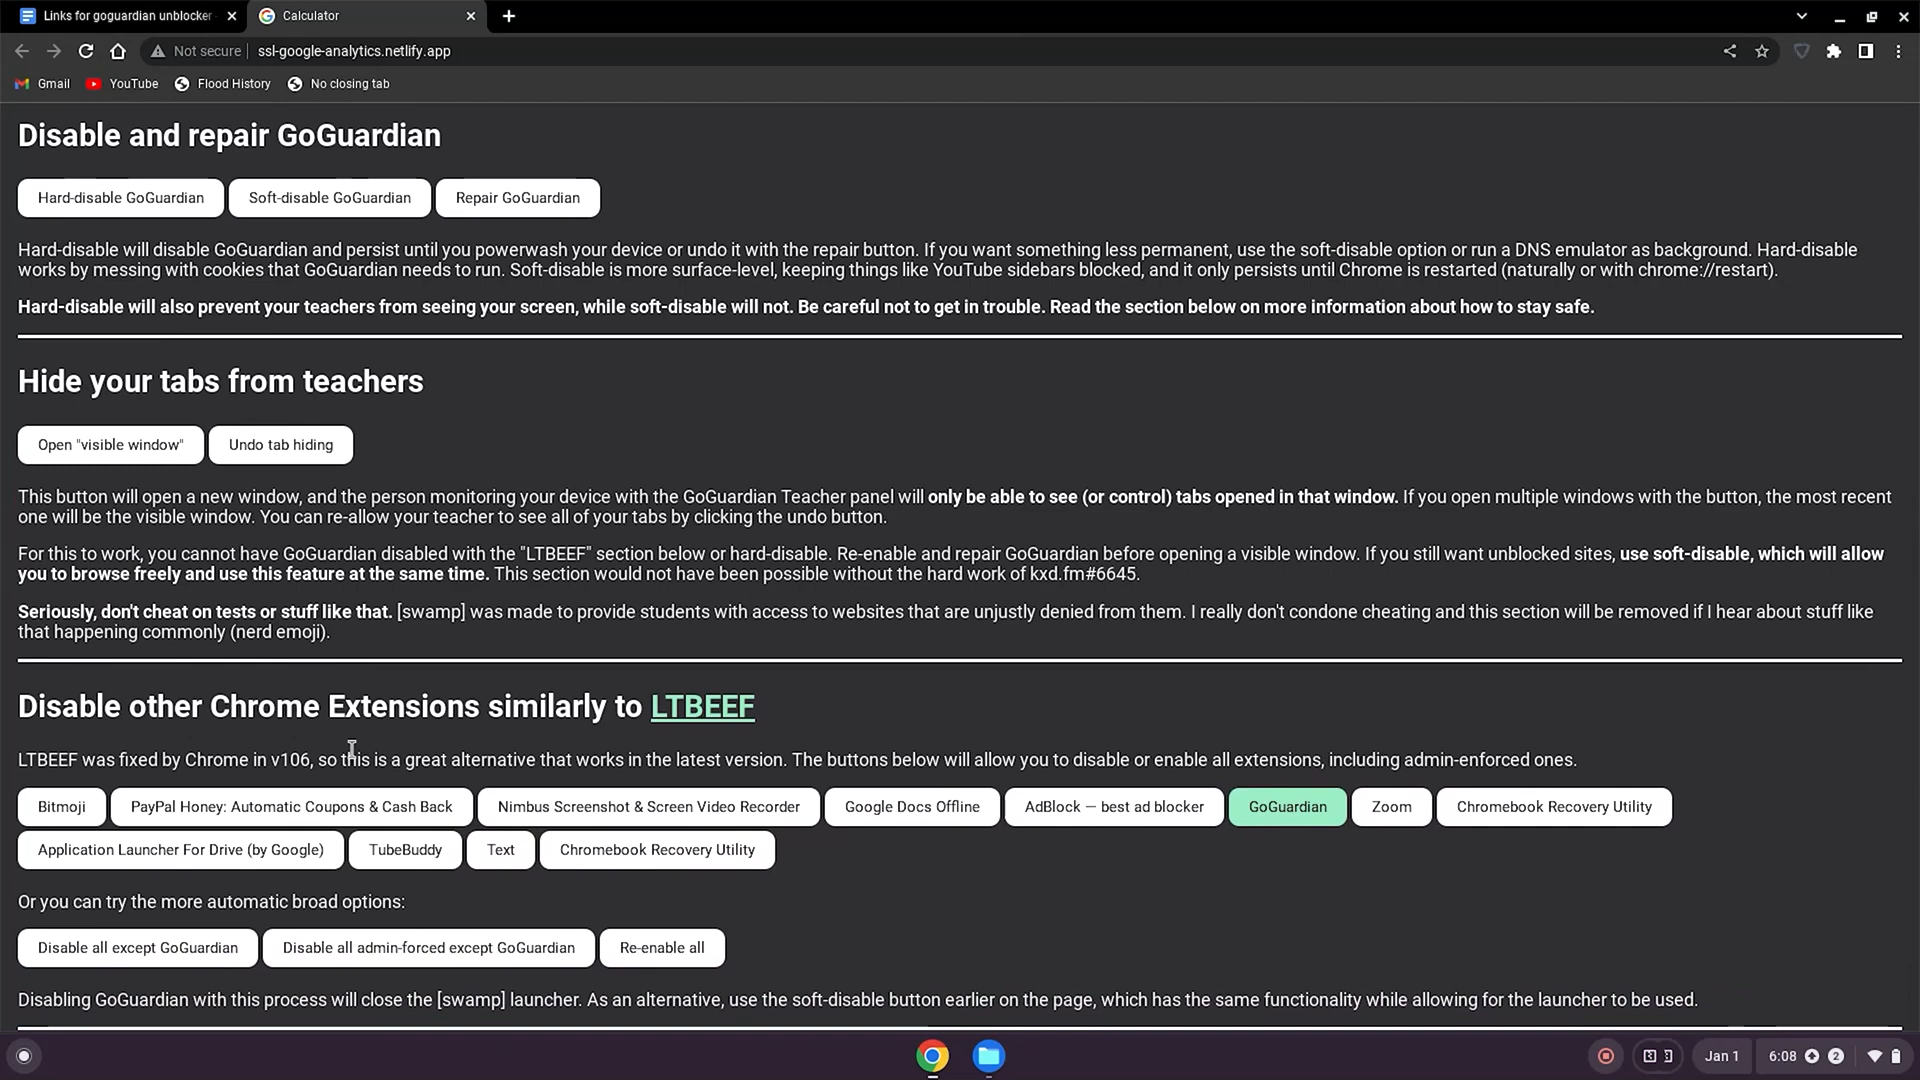 Links for goguardian unblocker
Calculator
Not secure
ssl-google-analytics.netlify.app
Gmail
YouTube
Flood History
No closing tab
Disable and repair GoGuardian
Hard-disable GoGuardian
Soft-disable GoGuardian
Repair GoGuardian
Hard-disable will disable GoGuardian and persist until you powerwash your device or undo it with the repair button. If you want something less permanent, use the soft-disable option or run a DNS emulator as background. Hard-disable
works by messing with cookies that GoGuardian needs to run. Soft-disable is more surface-level, keeping things like YouTube sidebars blocked, and it only persists until Chrome is restarted (naturally or with chrome://restart).
Hard-disable will also prevent your teachers from seeing your screen, while soft-disable will not. Be careful not to get in trouble. Read the section below on more information about how to stay safe.
Hide your tabs from teachers
Open "visible window"
Undo tab hiding
This button will open a new window, and the person monitoring your device with the GoGuardian Teacher panel will only be able to see (or control) tabs opened in that window. If you open multiple windows with the button, the most recent
one will be the visible window. You can re-allow your teacher to see all of your tabs by clicking the undo button.
For this to work, you cannot have GoGuardian disabled with the "LTBEEF" section below or hard-disable. Re-enable and repair GoGuardian before opening a visible window. If you still want unblocked sites, use soft-disable, which will allow
you to browse freely and use this feature at the same time. This section would not have been possible without the hard work of kxd.fm#6645.
Seriously, don't cheat on tests or stuff like that. [swamp] was made to provide students with access to websites that are unjustly denied from them. I really don't condone cheating and this section will be removed if I hear about stuff like
that happening commonly (nerd emoji).
Disable other Chrome Extensions similarly to LTBEEF
LTBEEF was fixed by Chrome in v106, so this is a great alternative that works in the latest version. The buttons below will allow you to disable or enable all extensions, including admin-enforced ones.
Bitmoji
PayPal Honey: Automatic Coupons & Cash Back
Nimbus Screenshot & Screen Video Recorder
Google Docs Offline
AdBlock — best ad blocker
GoGuardian
Zoom
Chromebook Recovery Utility
Application Launcher For Drive (by Google)
TubeBuddy
Text
Chromebook Recovery Utility
Or you can try the more automatic broad options:
Disable all except GoGuardian
Disable all admin-forced except GoGuardian
Re-enable all
Disabling GoGuardian with this process will close the [swamp] launcher. As an alternative, use the soft-disable button earlier on the page, which has the same functionality while allowing for the launcher to be used.
Jan 1
6:08
2